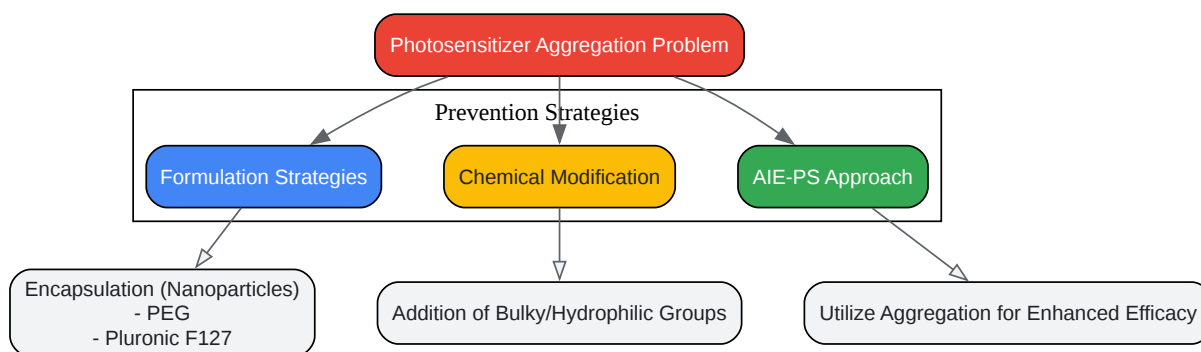 Photosensitizer Aggregation Problem
Prevention Strategies
Formulation Strategies
Chemical Modification
AIE-PS Approach
Encapsulation (Nanoparticles)
- PEG
- Pluronic F127
Addition of Bulky/Hydrophilic Groups
Utilize Aggregation for Enhanced Efficacy